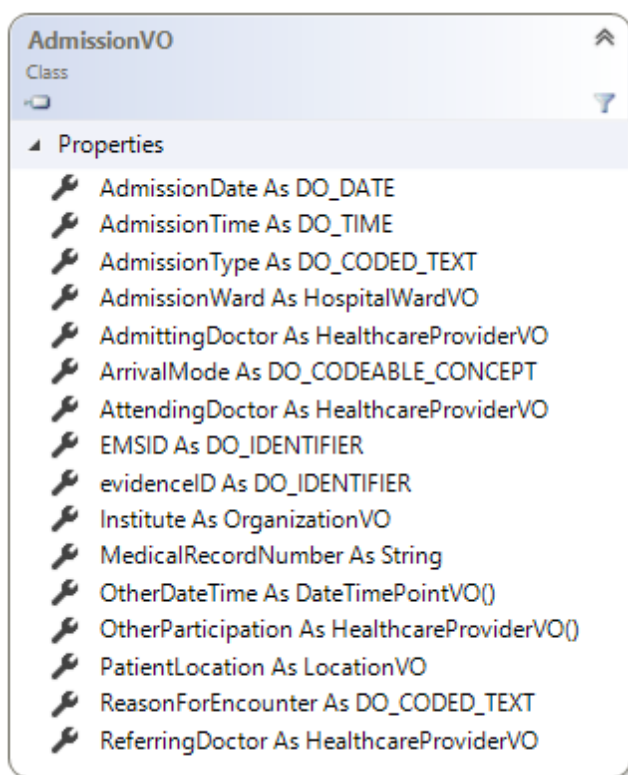 AdmissionVO
Class
Properties
AdmissionDate As DO_DATE
AdmissionTime As DO_TIME
AdmissionType As DO_CODED_TEXT
AdmissionWard As HospitalWardVO
AdmittingDoctor As HealthcareProviderVO
ArrivalMode As DO_CODEABLE_CONCEPT
AttendingDoctor As HealthcareProviderVO
EMSID As DO_IDENTIFIER
evidenceID As DO_IDENTIFIER
Institute As OrganizationVO
MedicalRecordNumber As String
OtherDateTime As DateTimePointVO()
OtherParticipation As HealthcareProviderVO()
PatientLocation As LocationVO
ReasonForEncounter As DO_CODED_TEXT
ReferringDoctor As HealthcareProviderVO